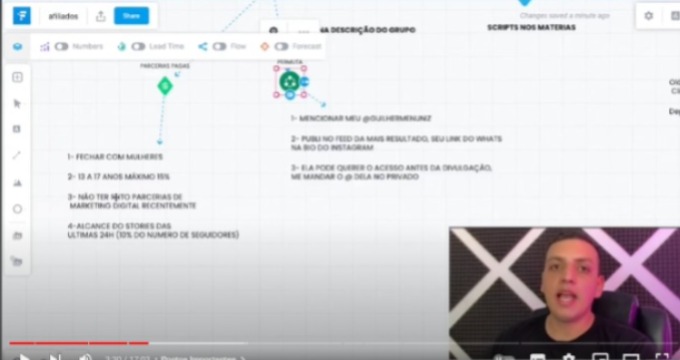 afiliados
Share
NA DESCRIÇÃO DO GRUPO
SCRIPTS NOS MATERIAS
Changes saved a minute ago
Numbers
Lead Time
Flow
Forecast
PARCERIAS PAGAS
PERMUTA
1- MENCIONAR MEU @GUILHERMENUNIZ
2- PUBLI NO FEED DA MAIS RESULTADO, SEU LINK DO WHATS
NA BIO DO INSTAGRAM
3- ELA PODE QUERER O ACESSO ANTES DA DIVULGAÇÃO,
ME MANDAR O @ DELA NO PRIVADO
1- FECHAR COM MULHERES
2- 13 A 17 ANOS MÁXIMO 15%
3- NÃO TER FEITO PARCERIAS DE
MARKETING DIGITAL RECENTEMENTE
4-ALCANCE DO STORIES DAS
ULTIMAS 24H (10% DO NUMERO DE SEGUIDORES)